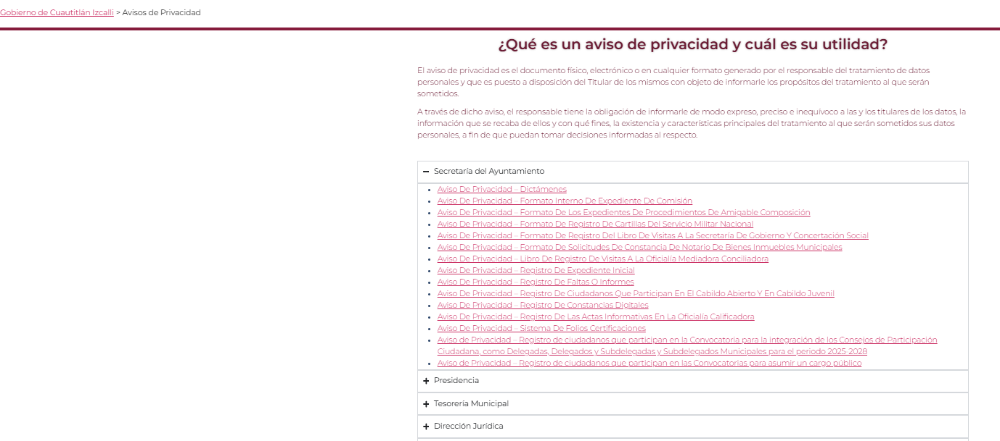 Gobierno de Cuautitlán Izcalli > Avisos de Privacidad
¿Qué es un aviso de privacidad y cuál es su utilidad?
El aviso de privacidad es el documento físico, electrónico o en cualquier formato generado por el responsable del tratamiento de datos
personales y que es puesto a disposición del Titular de los mismos con objeto de informarle los propósitos del tratamiento al que serán
sometidos.
A través de dicho aviso, el responsable tiene la obligación de informarle de modo expreso, preciso e inequívoco a las y los titulares de los datos, la
información que se recaba de ellos y con qué fines, la existencia y características principales del tratamiento al que serán sometidos sus datos
personales, a fin de que puedan tomar decisiones informadas al respecto.
− Secretaría del Ayuntamiento
• Aviso De Privacidad – Dictámenes
• Aviso De Privacidad – Formato Interno De Expediente De Comisión
• Aviso De Privacidad – Formato De Los Expedientes De Procedimientos De Amigable Composición
• Aviso De Privacidad – Formato De Registro De Cartillas Del Servicio Militar Nacional
• Aviso De Privacidad – Formato De Registro Del Libro De Visitas A La Secretaría De Gobierno Y Concertación Social
• Aviso De Privacidad – Formato De Solicitudes De Constancia De Notario De Bienes Inmuebles Municipales
• Aviso De Privacidad – Libro De Registro De Visitas A La Oficialía Mediadora Conciliadora
• Aviso De Privacidad – Registro De Expediente Inicial
• Aviso De Privacidad – Registro De Faltas O Informes
• Aviso De Privacidad – Registro De Ciudadanos Que Participan En El Cabildo Abierto Y En Cabildo Juvenil
• Aviso De Privacidad – Registro De Constancias Digitales
• Aviso De Privacidad – Registro De Las Actas Informativas En La Oficialía Calificadora
• Aviso De Privacidad – Sistema De Folios Certificaciones
• Aviso de Privacidad – Registro de ciudadanos que participan en la Convocatoria para la integración de los Consejos de Participación
Ciudadana, como Delegadas, Delegados y Subdelegadas y Subdelegados Municipales para el periodo 2025-2028
• Aviso de Privacidad – Registro de ciudadanos que participan en las Convocatorias para asumir un cargo público
+ Presidencia
+ Tesorería Municipal
+ Dirección Jurídica